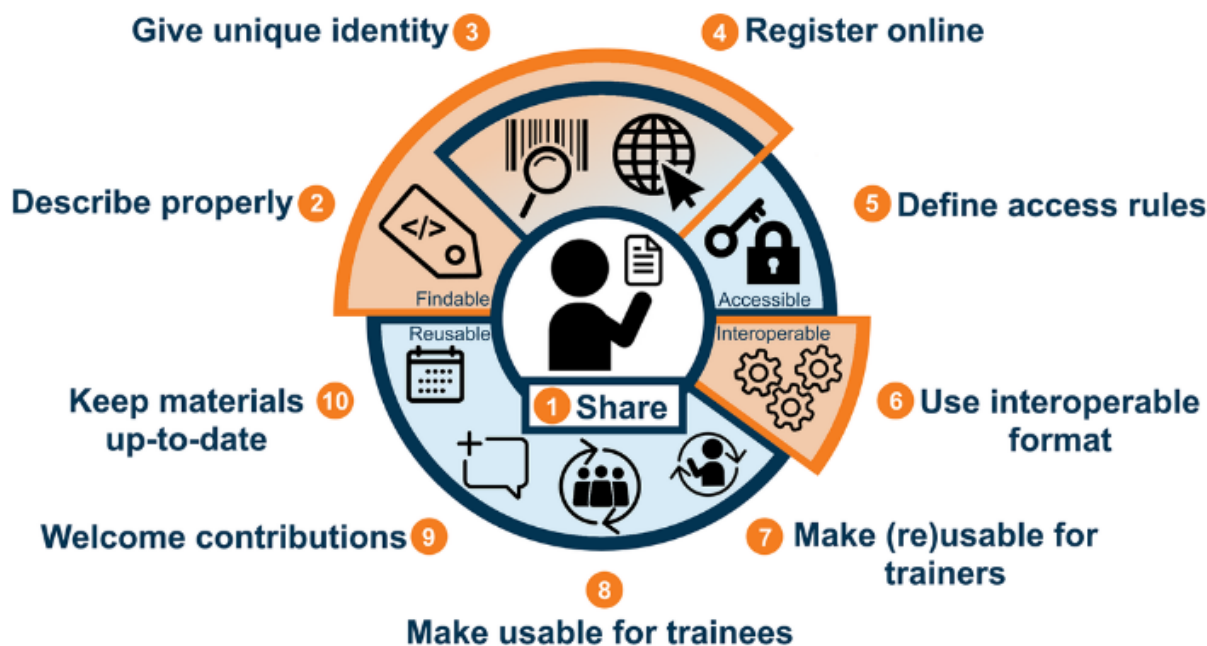 Give unique identity 3
4 Register online
Describe properly 2
</>
5 Define access rules
Findable
Accessible
Reusable
Interoperable
Keep materials 10
up-to-date
1 Share
6 Use interoperable
format
Welcome contributions 9
7 Make (re)usable for
trainers
8
Make usable for trainees